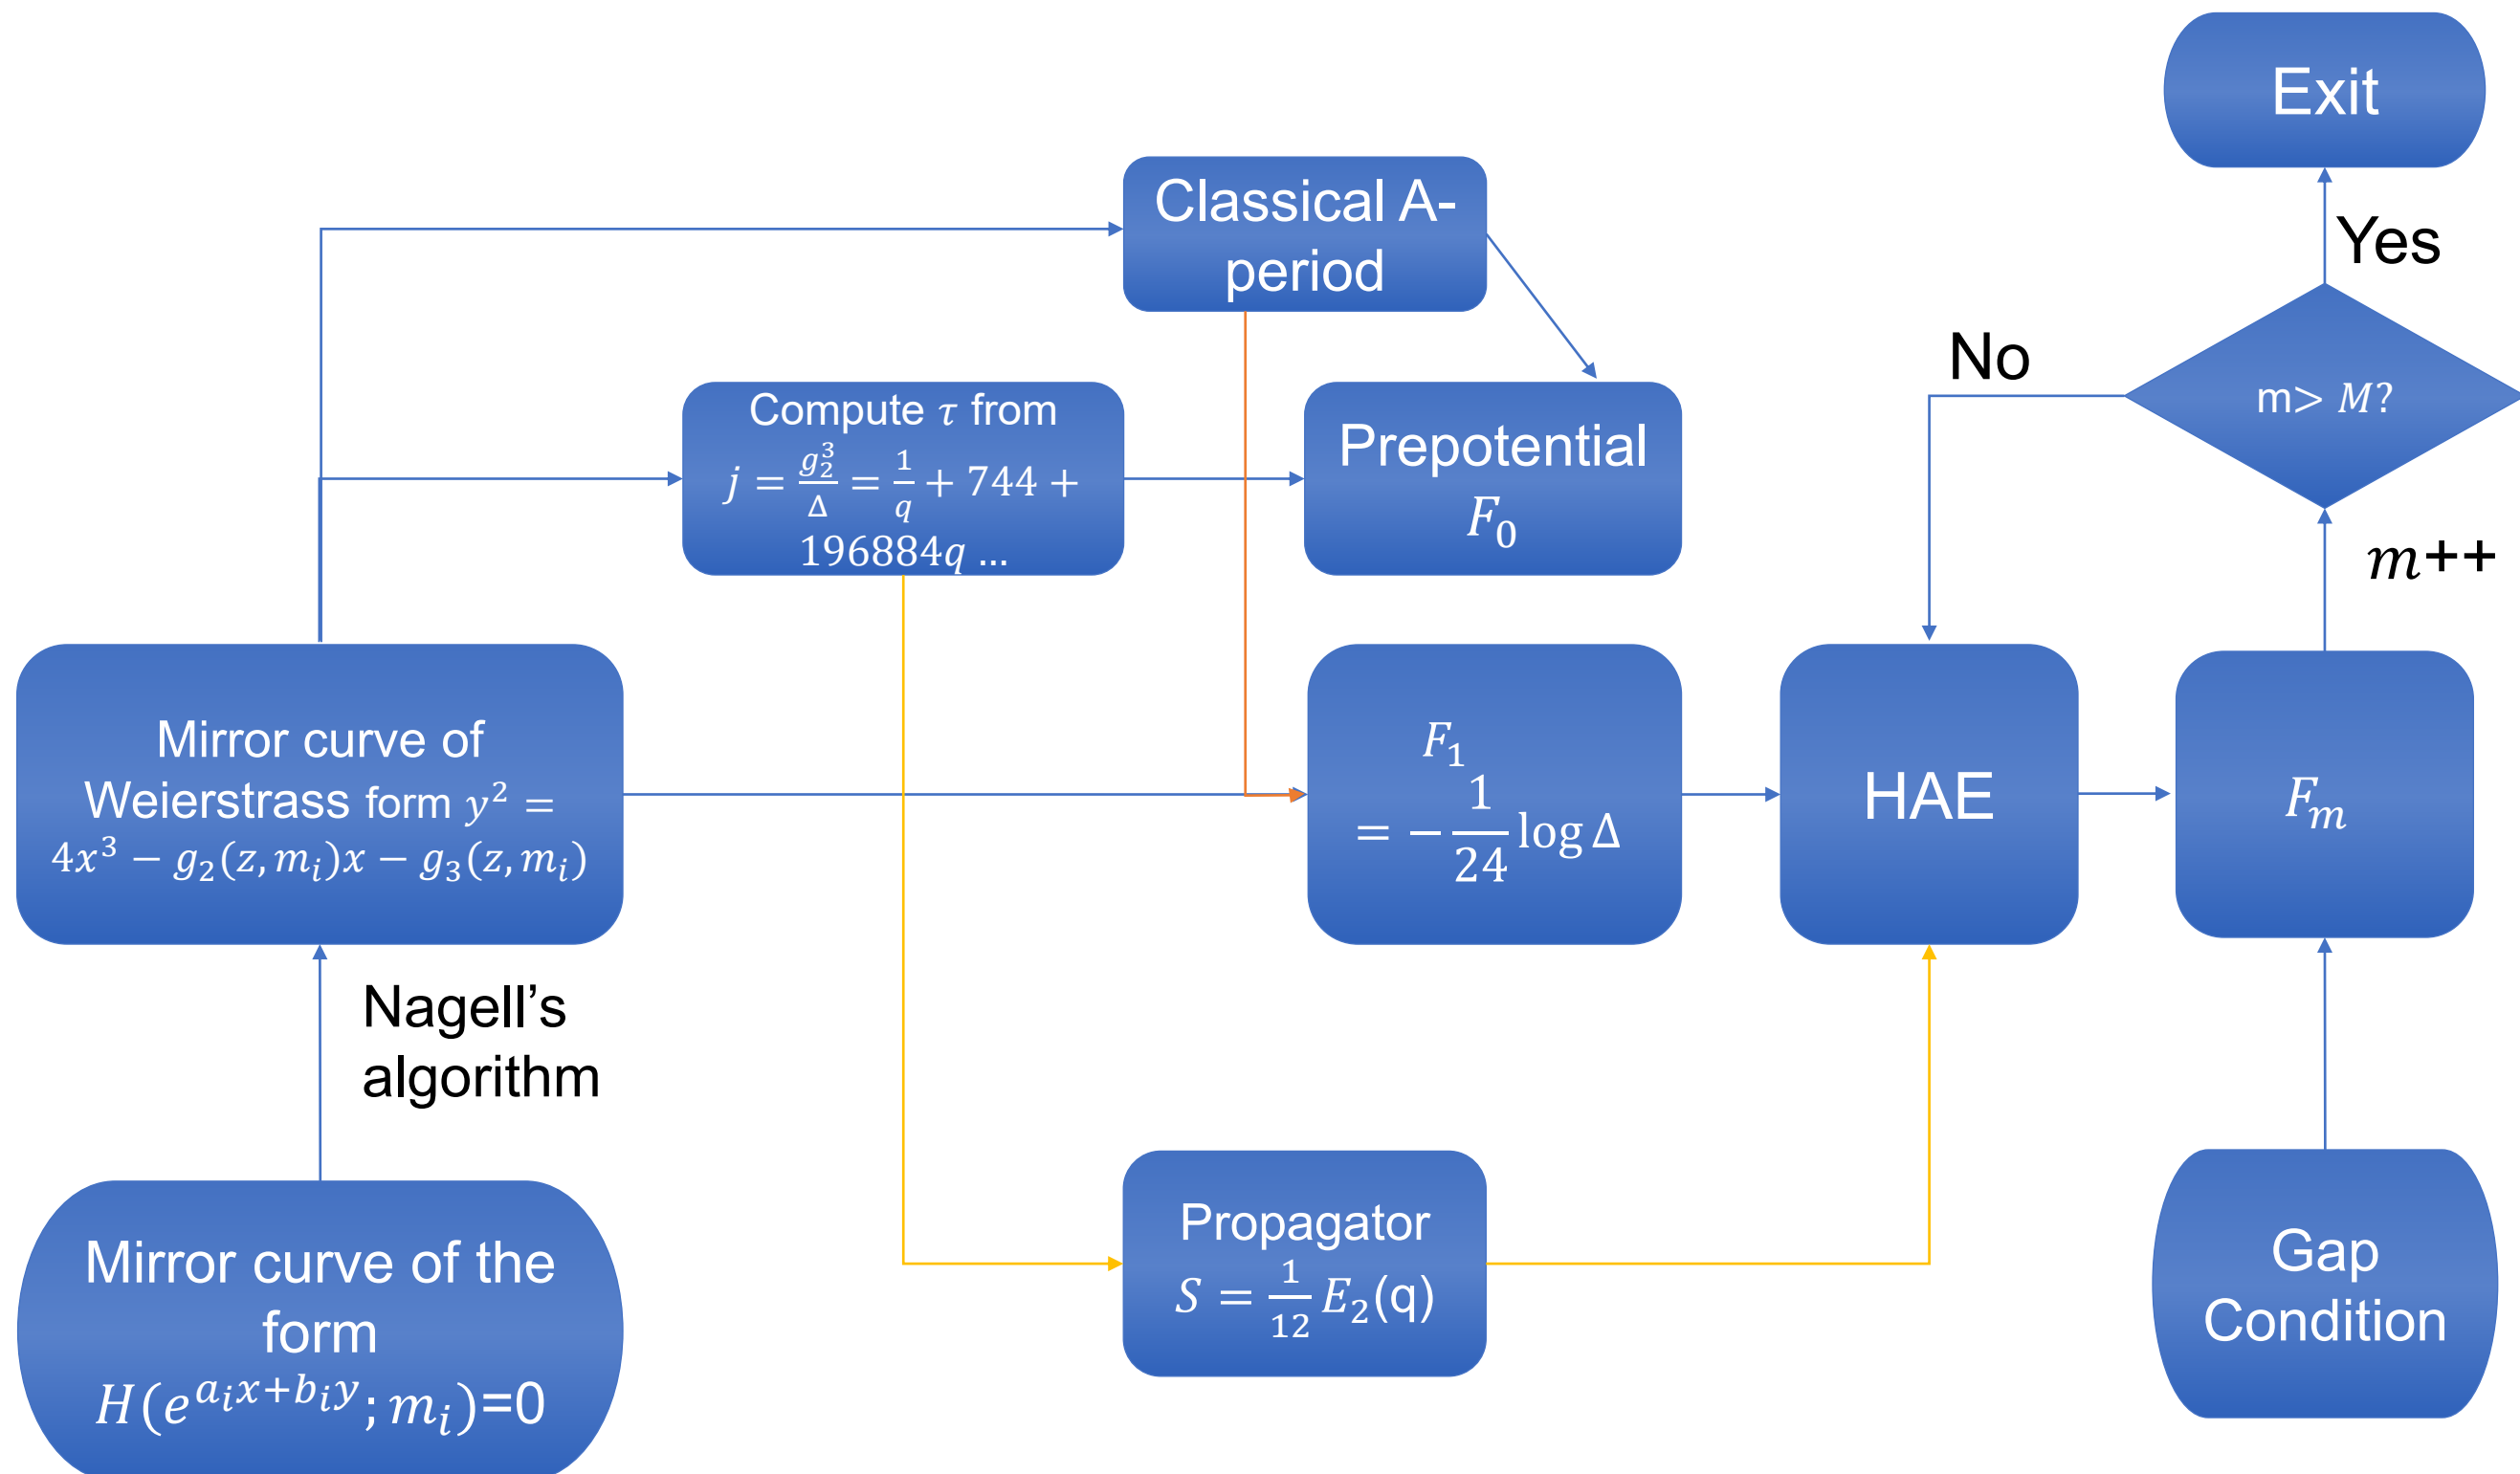 Exit
Yes
Classical A-
period
No
m> M?
Compute τ from
j = g₂³/Δ = 1/q + 744 +
196884q ...
Prepotential
F₀
m++
Mirror curve of
Weierstrass form y² =
4x³ − g₂(z, mᵢ)x − g₃(z, mᵢ)
F₁
= − 1/24 log Δ
HAE
Fₘ
Nagell’s
algorithm
Propagator
S = 1/12 E₂(q)
Gap
Condition
Mirror curve of the
form
H(e^{aᵢx+bᵢy}; mᵢ)=0